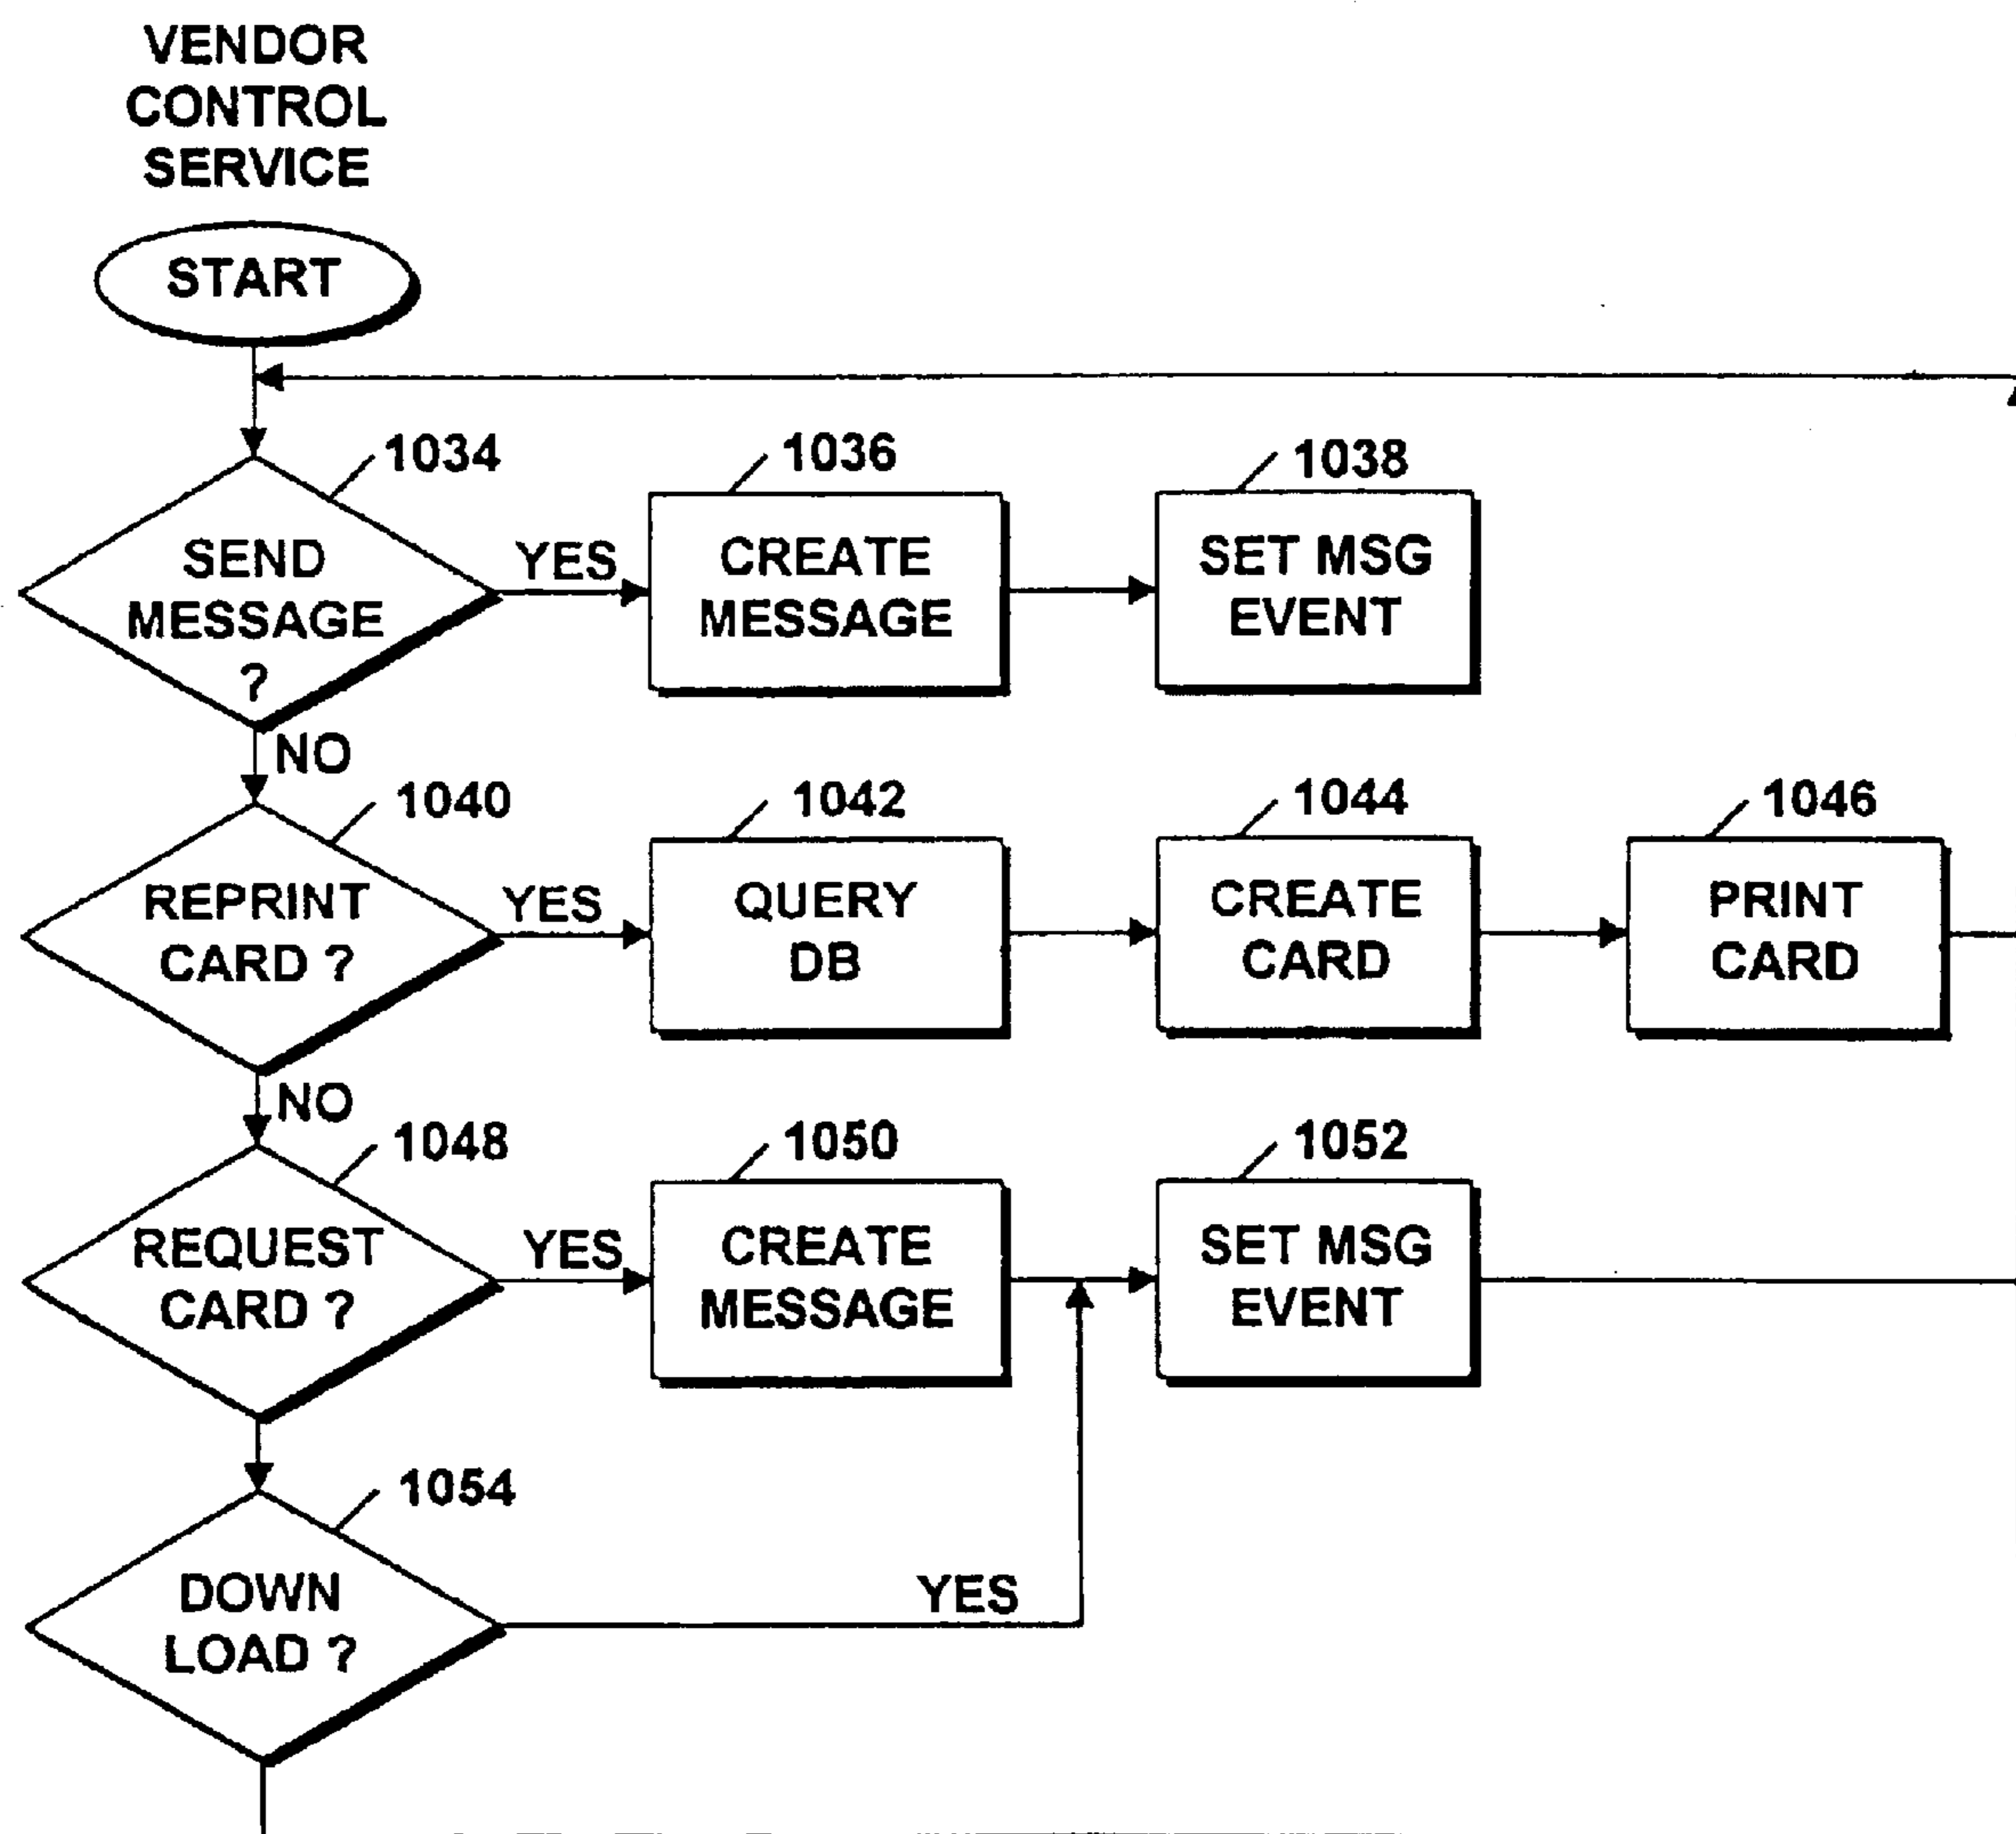 VENDOR
CONTROL
SERVICE
START
1034
1036
1038
SEND
MESSAGE
?
YES
CREATE
MESSAGE
SET MSG
EVENT
NO
1040
1042
1044
1046
REPRINT
CARD ?
YES
QUERY
DB
CREATE
CARD
PRINT
CARD
NO
1048
1050
1052
REQUEST
CARD ?
YES
CREATE
MESSAGE
SET MSG
EVENT
1054
DOWN
LOAD ?
YES